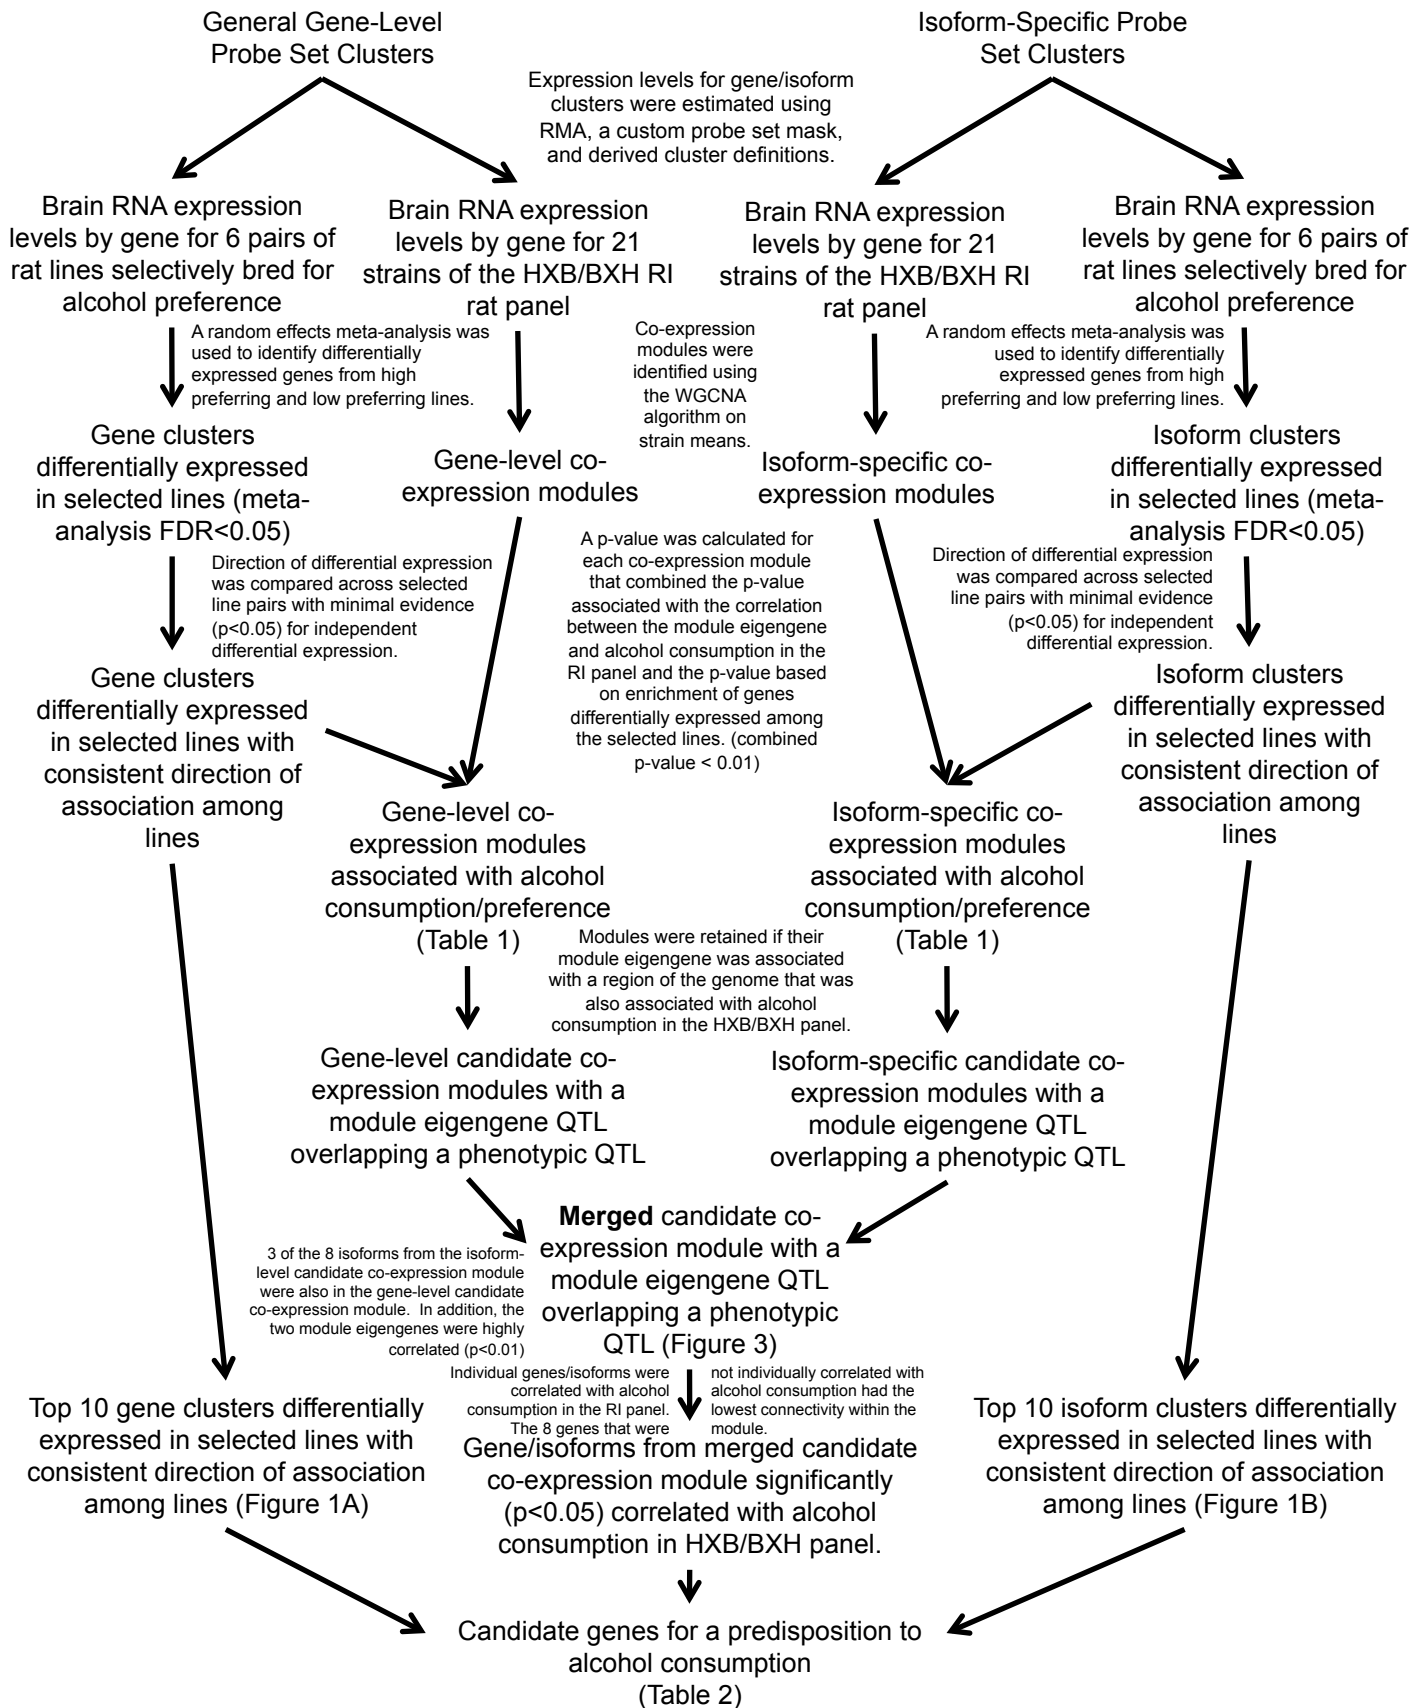 General Gene-Level
Probe Set Clusters
Isoform-Specific Probe
Set Clusters
Expression levels for gene/isoform
clusters were estimated using
RMA, a custom probe set mask,
and derived cluster definitions.
Brain RNA expression
levels by gene for 6 pairs of
rat lines selectively bred for
alcohol preference
Brain RNA expression
levels by gene for 21
strains of the HXB/BXH RI
rat panel
Brain RNA expression
levels by gene for 21
strains of the HXB/BXH RI
rat panel
Brain RNA expression
levels by gene for 6 pairs of
rat lines selectively bred for
alcohol preference
A random effects meta-analysis was
used to identify differentially
expressed genes from high
preferring and low preferring lines.
Co-expression
modules were
identified using
the WGCNA
algorithm on
strain means.
A random effects meta-analysis was
used to identify differentially
expressed genes from high
preferring and low preferring lines.
Gene clusters
differentially expressed
in selected lines (meta-
analysis FDR<0.05)
Gene-level co-
expression modules
Isoform-specific co-
expression modules
Isoform clusters
differentially expressed
in selected lines (meta-
analysis FDR<0.05)
Direction of differential expression
was compared across selected
line pairs with minimal evidence
(p<0.05) for independent
differential expression.
A p-value was calculated for
each co-expression module
that combined the p-value
associated with the correlation
between the module eigengene
and alcohol consumption in the
RI panel and the p-value based
on enrichment of genes
differentially expressed among
the selected lines. (combined
p-value < 0.01)
Direction of differential expression
was compared across selected
line pairs with minimal evidence
(p<0.05) for independent
differential expression.
Gene clusters
differentially expressed
in selected lines with
consistent direction of
association among
lines
Isoform clusters
differentially expressed
in selected lines with
consistent direction of
association among
lines
Gene-level co-
expression modules
associated with alcohol
consumption/preference
(Table 1)
Isoform-specific co-
expression modules
associated with alcohol
consumption/preference
(Table 1)
Modules were retained if their
module eigengene was associated
with a region of the genome that was
also associated with alcohol
consumption in the HXB/BXH panel.
Gene-level candidate co-
expression modules with a
module eigengene QTL
overlapping a phenotypic QTL
Isoform-specific candidate co-
expression modules with a
module eigengene QTL
overlapping a phenotypic QTL
3 of the 8 isoforms from the isoform-
level candidate co-expression module
were also in the gene-level candidate
co-expression module. In addition, the
two module eigengenes were highly
correlated (p<0.01)
Merged candidate co-
expression module with a
module eigengene QTL
overlapping a phenotypic
QTL (Figure 3)
Individual genes/isoforms were
correlated with alcohol
consumption in the RI panel.
The 8 genes that were
not individually correlated with
alcohol consumption had the
lowest connectivity within the
module.
Top 10 gene clusters differentially
expressed in selected lines with
consistent direction of association
among lines (Figure 1A)
Gene/isoforms from merged candidate
co-expression module significantly
(p<0.05) correlated with alcohol
consumption in HXB/BXH panel.
Top 10 isoform clusters differentially
expressed in selected lines with
consistent direction of association
among lines (Figure 1B)
Candidate genes for a predisposition to
alcohol consumption
(Table 2)